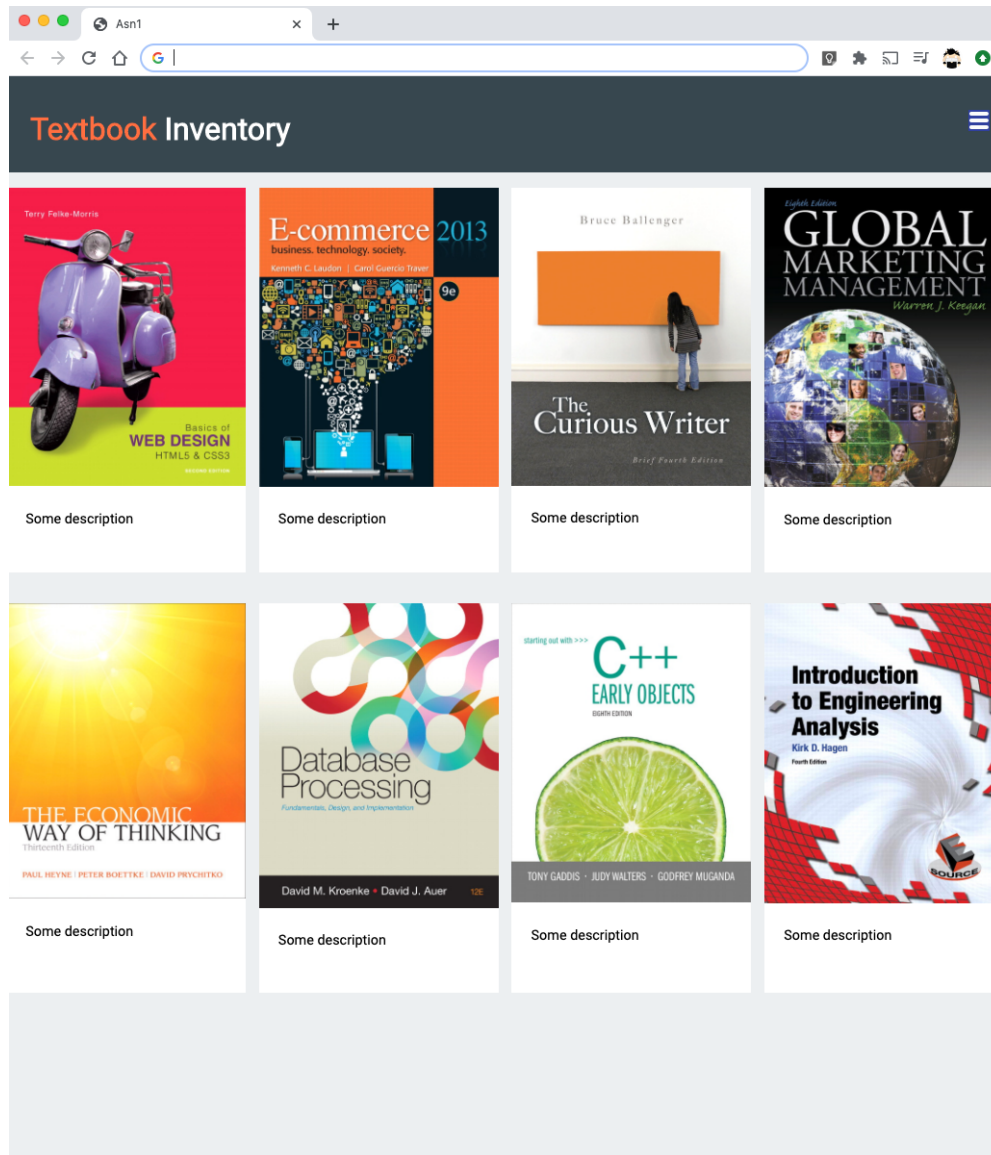 Asn1
Textbook Inventory
Terry Felke-Morris
Basics of
WEB DESIGN
HTML5 & CSS3
SECOND EDITION
E-commerce 2013
business. technology. society.
Kenneth C. Laudon | Carol Guercio Traver
9e
Bruce Ballenger
The
Curious Writer
Brief Fourth Edition
Eighth Edition
GLOBAL
MARKETING
MANAGEMENT
Warren J. Keegan
Some description
Some description
Some description
Some description
THE ECONOMIC
WAY OF THINKING
Thirteenth Edition
PAUL HEYNE | PETER BOETTKE | DAVID PRYCHITKO
Database
Processing
Fundamentals, Design, and Implementation
David M. Kroenke • David J. Auer 12E
starting out with >>>
C++
EARLY OBJECTS
EIGHTH EDITION
TONY GADDIS · JUDY WALTERS · GODFREY MUGANDA
Introduction
to Engineering
Analysis
Kirk D. Hagen
Fourth Edition
E
SOURCE
Some description
Some description
Some description
Some description